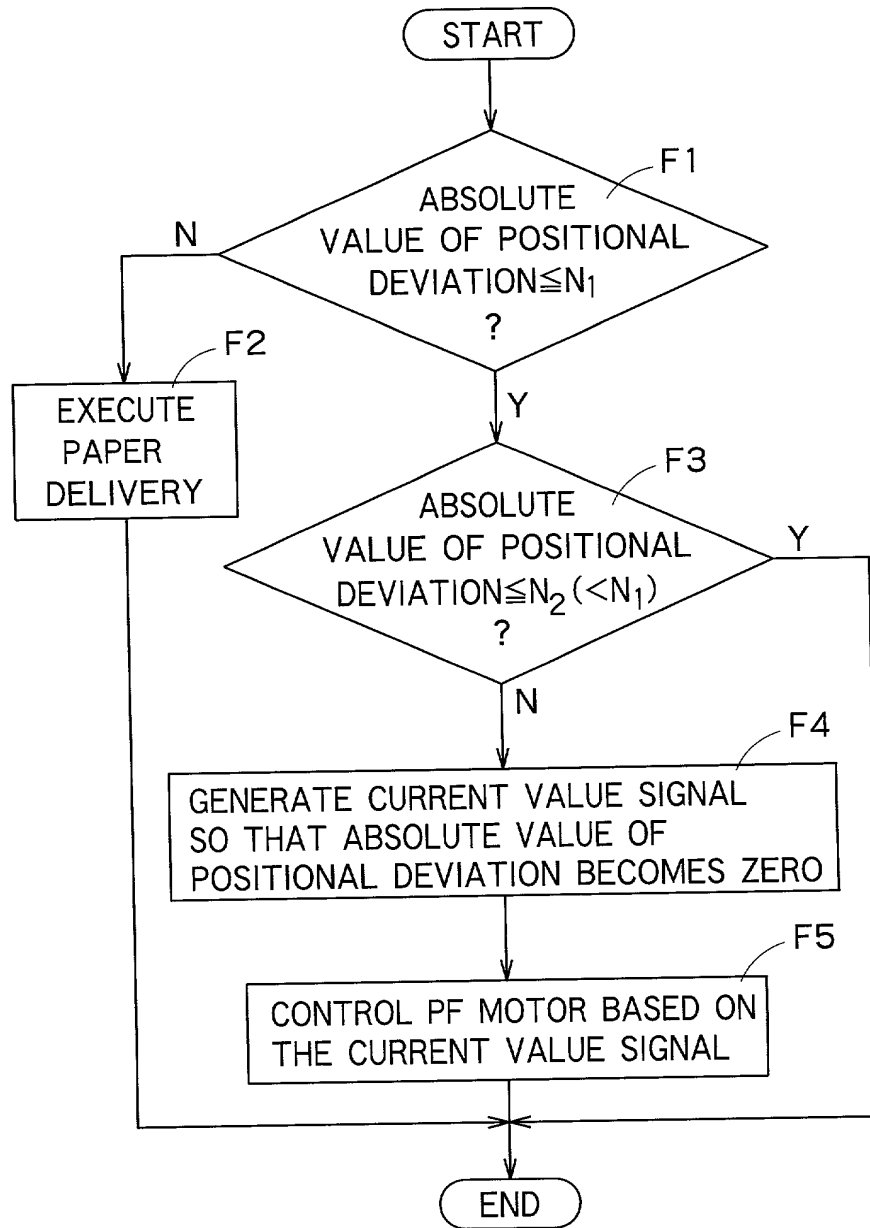 START
F1
ABSOLUTE
VALUE OF POSITIONAL
DEVIATION≦N₁
?
N
Y
F2
EXECUTE
PAPER
DELIVERY
F3
ABSOLUTE
VALUE OF POSITIONAL
DEVIATION≦N₂(<N₁)
?
Y
N
F4
GENERATE CURRENT VALUE SIGNAL
SO THAT ABSOLUTE VALUE OF
POSITIONAL DEVIATION BECOMES ZERO
F5
CONTROL PF MOTOR BASED ON
THE CURRENT VALUE SIGNAL
END